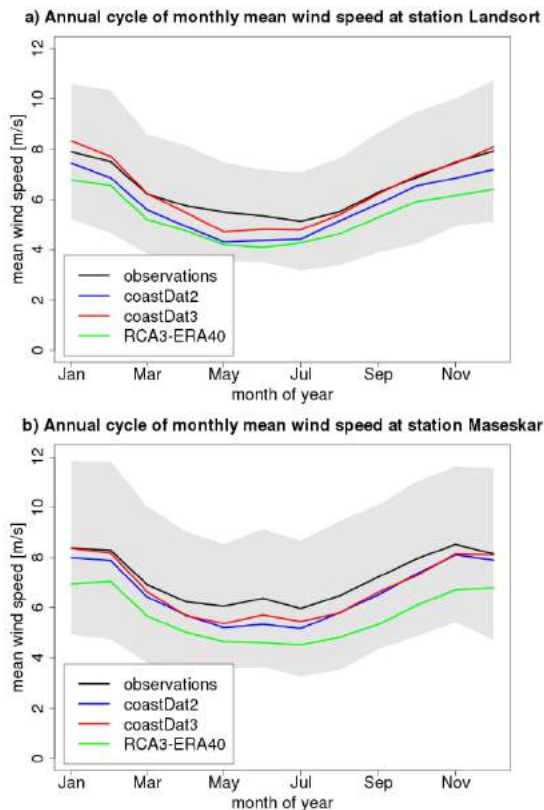 a) Annual cycle of monthly mean wind speed at station Landsort
mean wind speed [m/s]
12
10
8
6
4
2
0
observations
coastDat2
coastDat3
RCA3-ERA40
Jan Mar May Jul Sep Nov
month of year
b) Annual cycle of monthly mean wind speed at station Maseskar
mean wind speed [m/s]
12
10
8
6
4
2
0
observations
coastDat2
coastDat3
RCA3-ERA40
Jan Mar May Jul Sep Nov
month of year